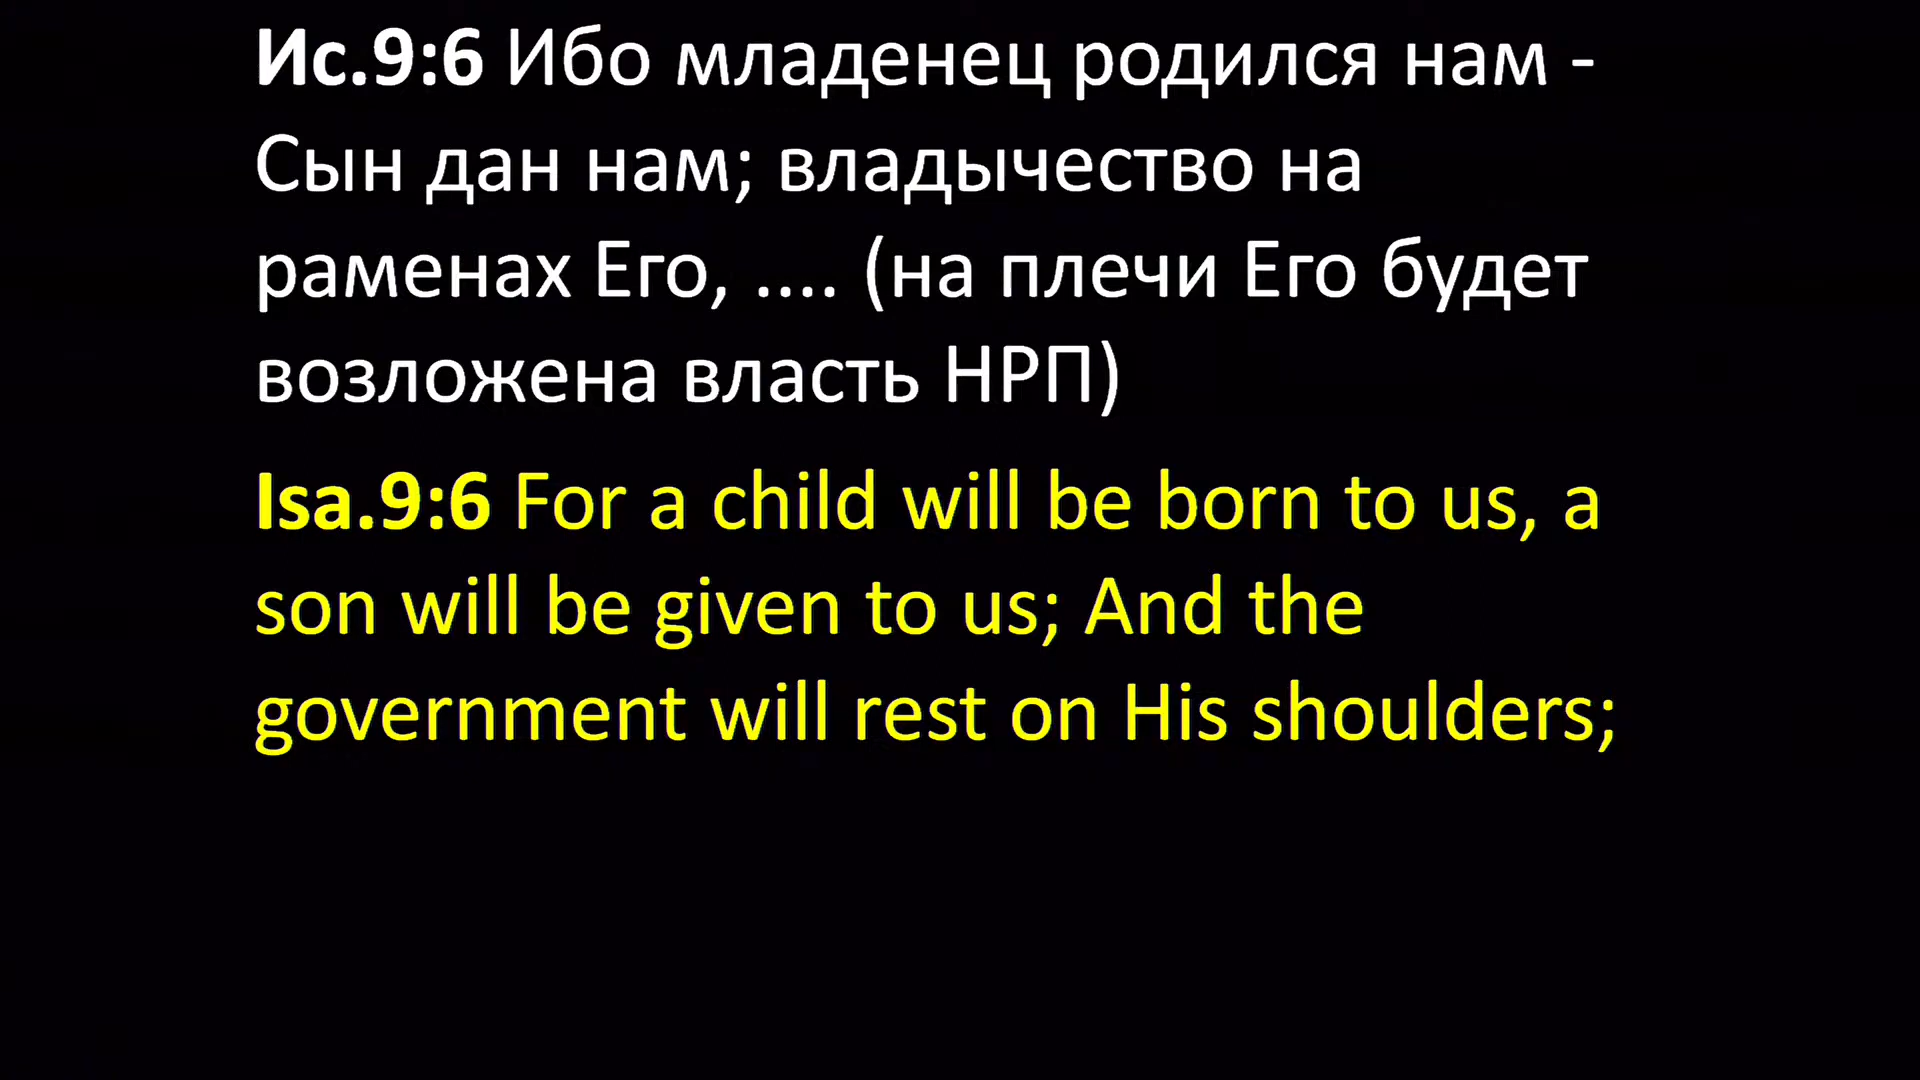 Ис.9:6 Ибо младенец родился нам -
Сын дан нам; владычество на
раменах Его, .... (на плечи Его будет
возложена власть НРП)
Isa.9:6 For a child will be born to us, a
son will be given to us; And the
government will rest on His shoulders;